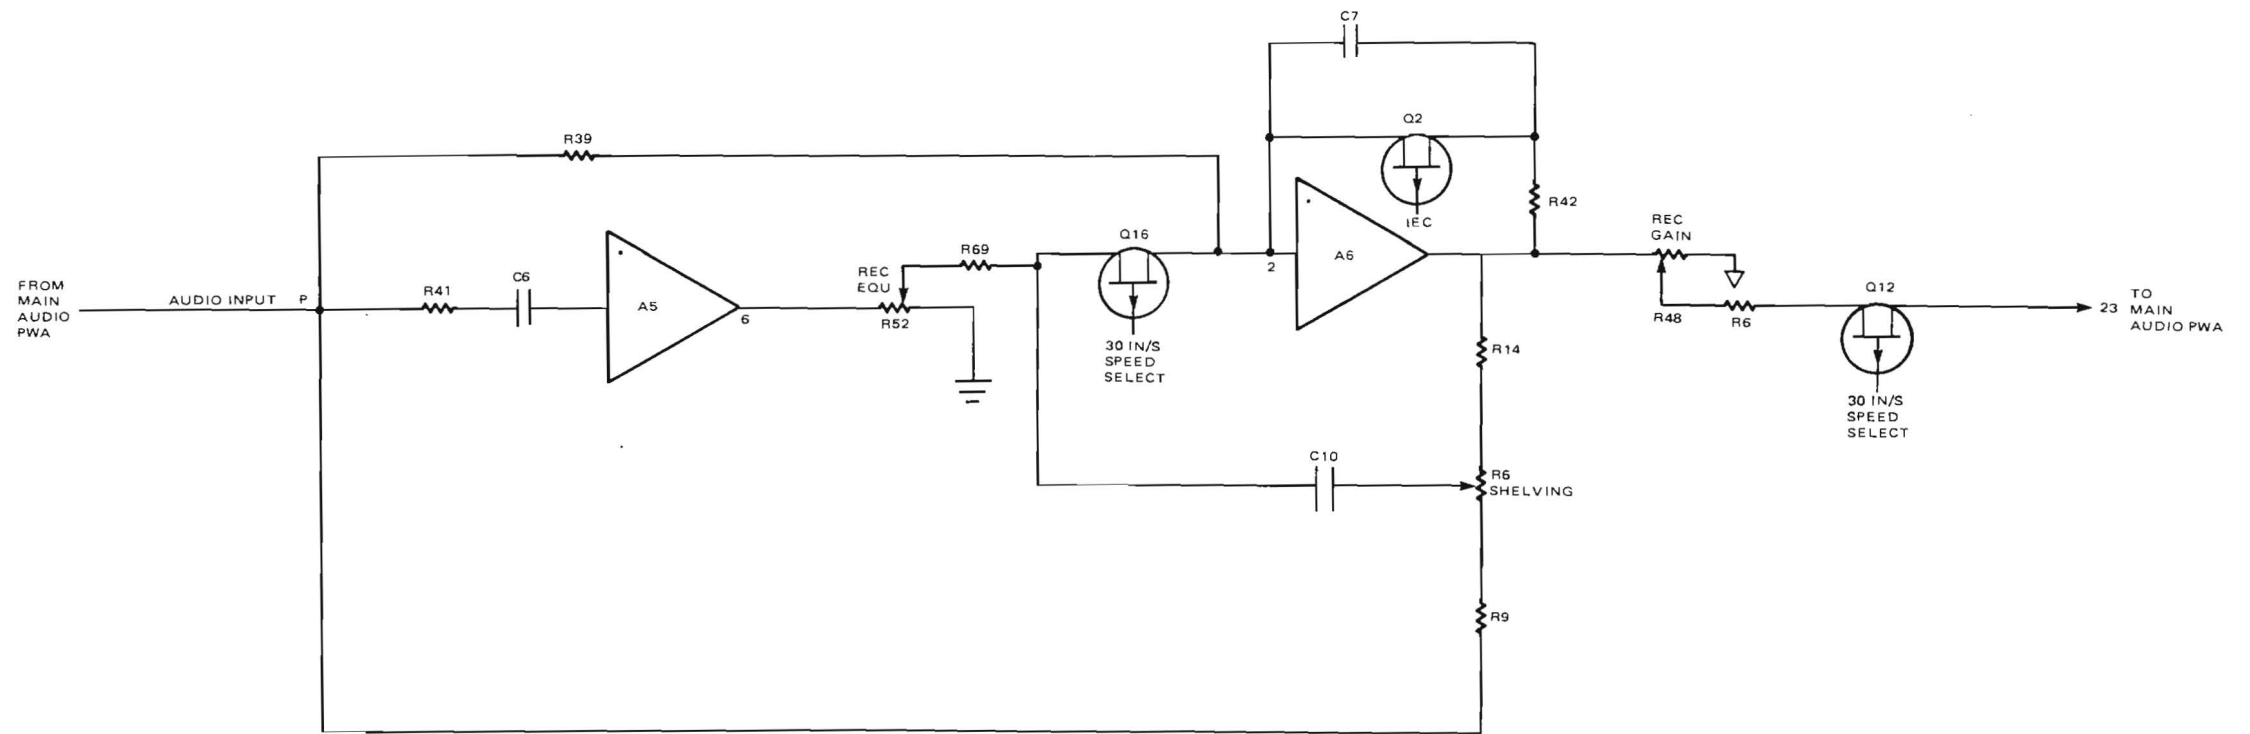 C7
Q2
R39
R42
IEC
REC
GAIN
Q16
R69
A6
2
C6
R41
REC
EQU
A5
6
R52
FROM
MAIN
AUDIO
PWA
AUDIO INPUT P
Q12
R48
R6
23
TO
MAIN
AUDIO PWA
30 IN/S
SPEED
SELECT
R14
30 IN/S
SPEED
SELECT
C10
R6
SHELVING
R9